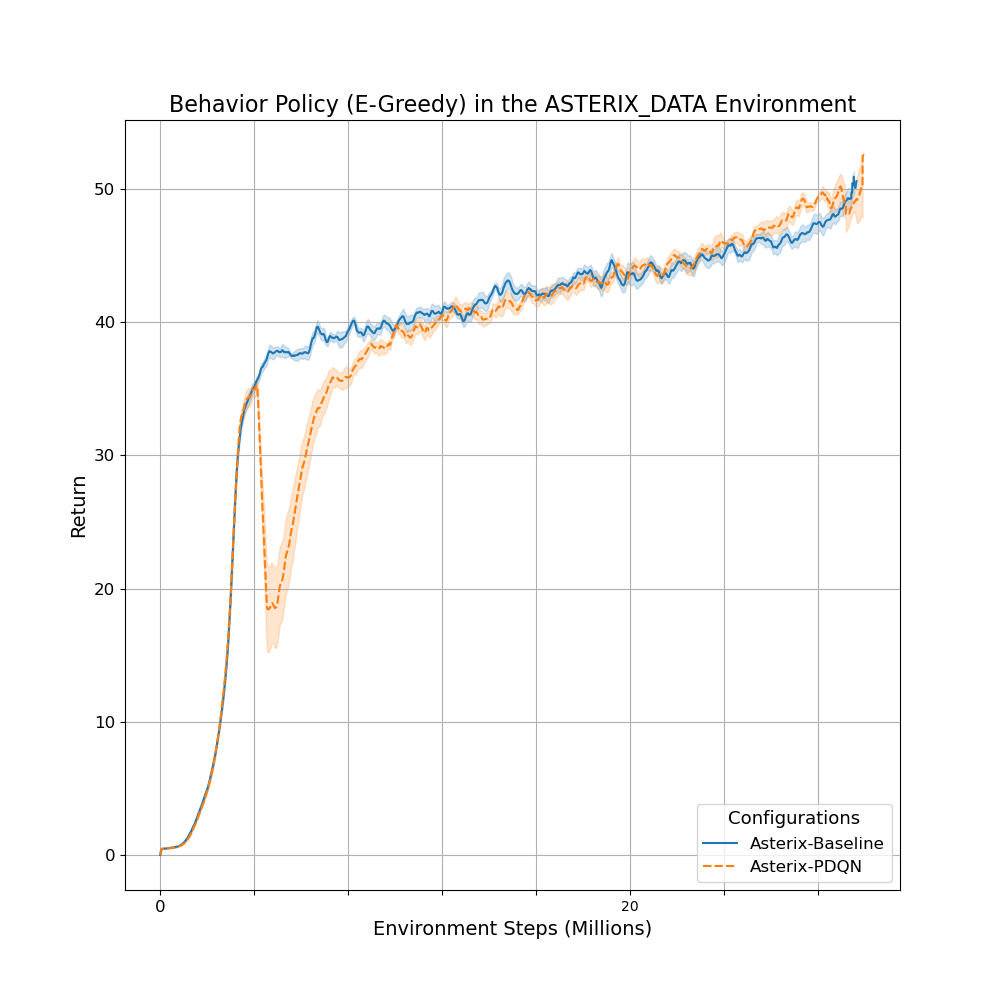 Behavior Policy (E-Greedy) in the ASTERIX_DATA Environment
50
40
30
20
10
0
Return
0
20
Environment Steps (Millions)
Configurations
Asterix-Baseline
Asterix-PDQN